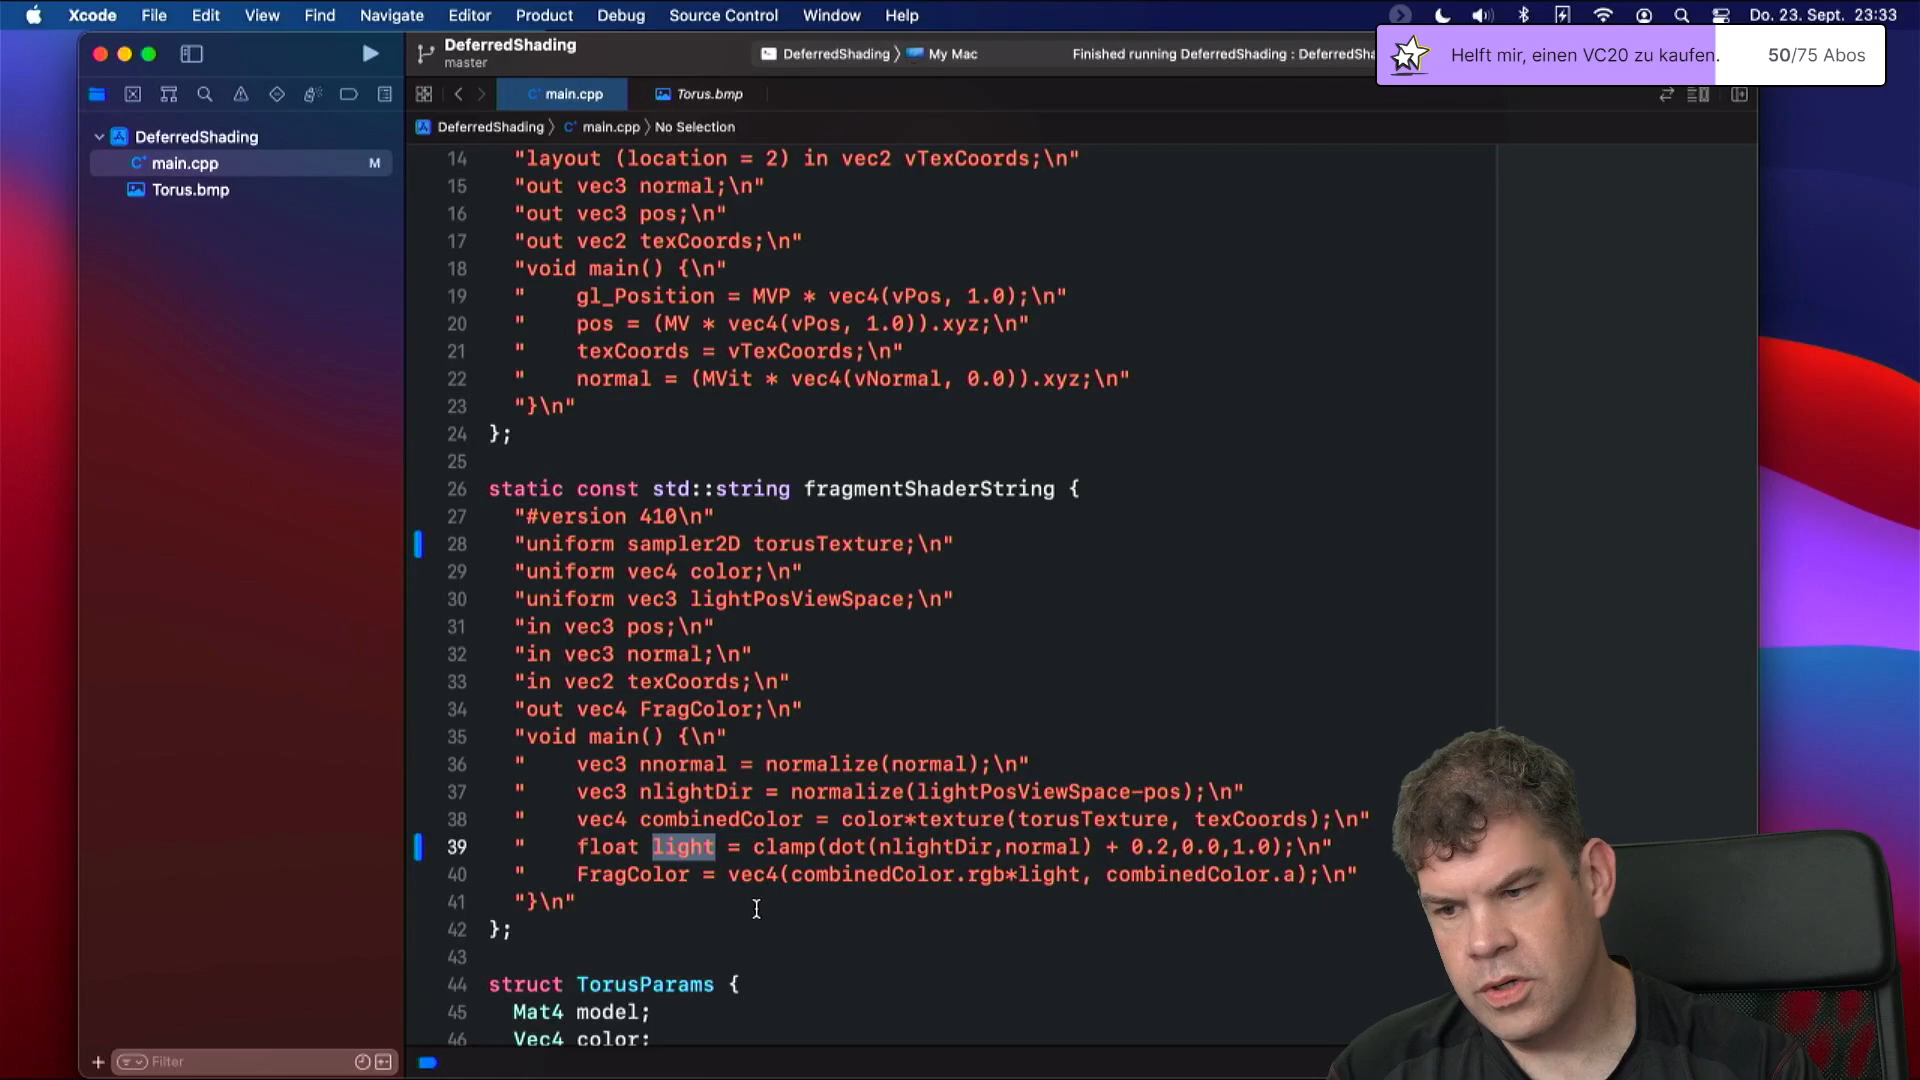 Xcode File Edit View Find Navigate Editor Product Debug Source Control Window Help Do. 23. Sept. 23:33
DeferredShading
master
DeferredShading 〉 My Mac
Finished running DeferredShading : DeferredSha
Helft mir, einen VC20 zu kaufen. 50/75 Abos
main.cpp
Torus.bmp
DeferredShading 〉 main.cpp 〉 No Selection
DeferredShading
main.cpp M
Torus.bmp
14 "layout (location = 2) in vec2 vTexCoords;\n"
15 "out vec3 normal;\n"
16 "out vec3 pos;\n"
17 "out vec2 texCoords;\n"
18 "void main() {\n"
19 "    gl_Position = MVP * vec4(vPos, 1.0);\n"
20 "    pos = (MV * vec4(vPos, 1.0)).xyz;\n"
21 "    texCoords = vTexCoords;\n"
22 "    normal = (MVit * vec4(vNormal, 0.0)).xyz;\n"
23 "}\n"
24 };
25
26 static const std::string fragmentShaderString {
27 "#version 410\n"
28 "uniform sampler2D torusTexture;\n"
29 "uniform vec4 color;\n"
30 "uniform vec3 lightPosViewSpace;\n"
31 "in vec3 pos;\n"
32 "in vec3 normal;\n"
33 "in vec2 texCoords;\n"
34 "out vec4 FragColor;\n"
35 "void main() {\n"
36 "    vec3 nnormal = normalize(normal);\n"
37 "    vec3 nlightDir = normalize(lightPosViewSpace-pos);\n"
38 "    vec4 combinedColor = color*texture(torusTexture, texCoords);\n"
39 "    float light = clamp(dot(nlightDir,normal) + 0.2,0.0,1.0);\n"
40 "    FragColor = vec4(combinedColor.rgb*light, combinedColor.a);\n"
41 "}\n"
42 };
43
44 struct TorusParams {
45 Mat4 model;
46 Vec4 color;
Filter